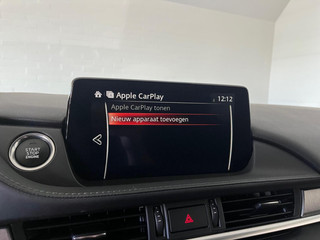 Apple CarPlay
12:12
Apple CarPlay tonen
Nieuw apparaat toevoegen
START
STOP
ENGINE